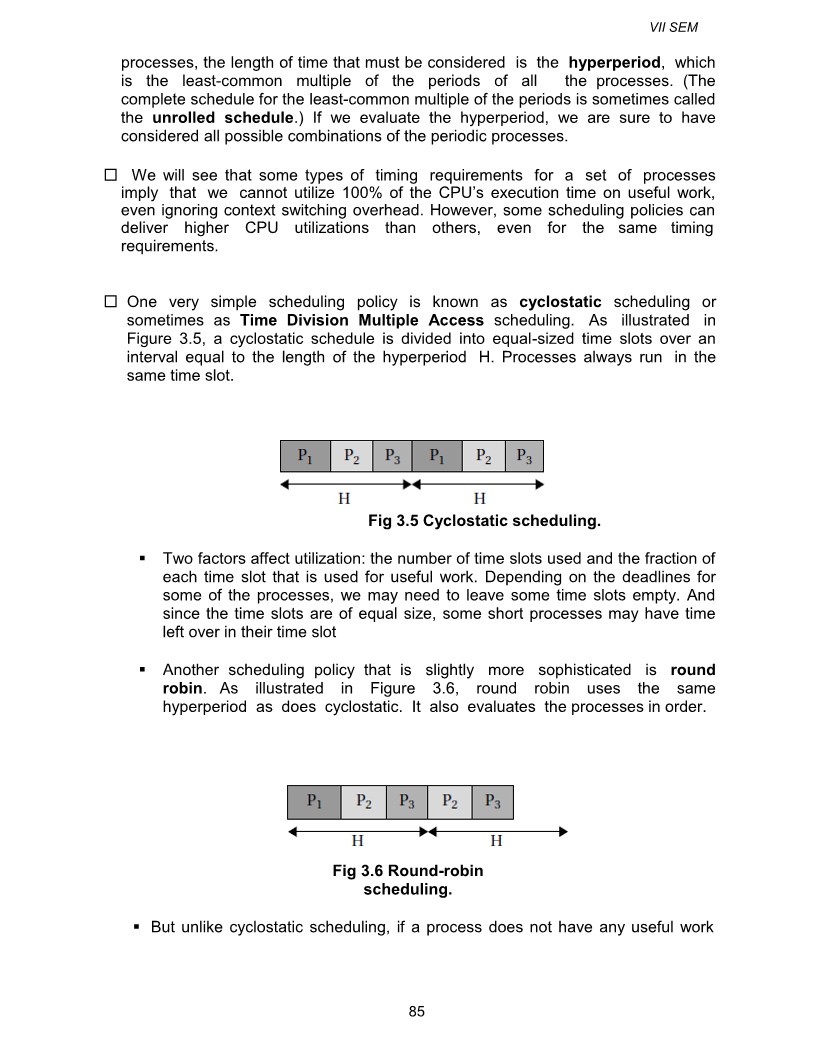 VII SEM
processes, the length of time that must be considered is the hyperperiod, which
is the least-common multiple of the periods of all the processes. (The
complete schedule for the least-common multiple of the periods is sometimes called
the unrolled schedule.) If we evaluate the hyperperiod, we are sure to have
considered all possible combinations of the periodic processes.
☐ We will see that some types of timing requirements for a set of processes
imply that we cannot utilize 100% of the CPU's execution time on useful work,
even ignoring context switching overhead. However, some scheduling policies can
deliver higher CPU utilizations than others, even for the same timing
requirements.
☐ One very simple scheduling policy is known as cyclostatic scheduling or
sometimes as Time Division Multiple Access scheduling. As illustrated in
Figure 3.5, a cyclostatic schedule is divided into equal-sized time slots over an
interval equal to the length of the hyperperiod H. Processes always run in the
same time slot.
P1 P2 P3 P1 P2 P3
H H
Fig 3.5 Cyclostatic scheduling.
▪ Two factors affect utilization: the number of time slots used and the fraction of
each time slot that is used for useful work. Depending on the deadlines for
some of the processes, we may need to leave some time slots empty. And
since the time slots are of equal size, some short processes may have time
left over in their time slot
▪ Another scheduling policy that is slightly more sophisticated is round
robin. As illustrated in Figure 3.6, round robin uses the same
hyperperiod as does cyclostatic. It also evaluates the processes in order.
P1 P2 P3 P2 P3
H H
Fig 3.6 Round-robin
scheduling.
▪ But unlike cyclostatic scheduling, if a process does not have any useful work
85